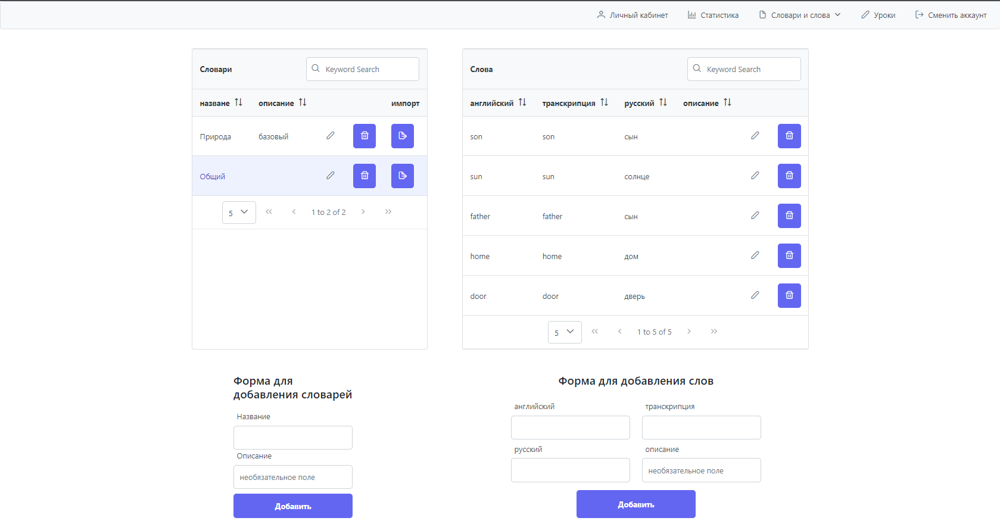 Личный кабинет Статистика Словари и слова Уроки Сменить аккаунт
Словари Keyword Search
назване описание импорт
Природа базовый
Общий
5 1 to 2 of 2
Слова Keyword Search
английский транскрипция русский описание
son son сын
sun sun солнце
father father сын
home home дом
door door дверь
5 1 to 5 of 5
Форма для
добавления словарей
Название
Описание
необязательное поле
Добавить
Форма для добавления слов
английский транскрипция
русский описание
необязательное поле
Добавить